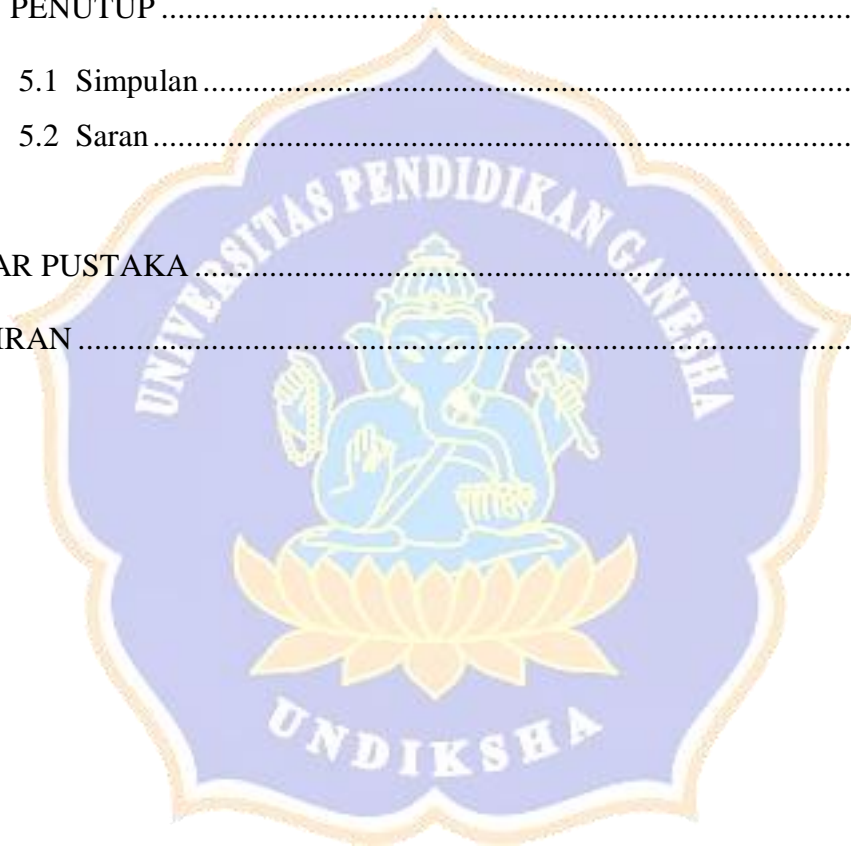 PENUTUP ........................................................................................
5.1 Simpulan ...................................................................................
5.2 Saran .........................................................................................
AR PUSTAKA ...................................................................................
IRAN .................................................................................................
UNIVERSITAS PENDIDIKAN GANESHA
UNDIKSHA